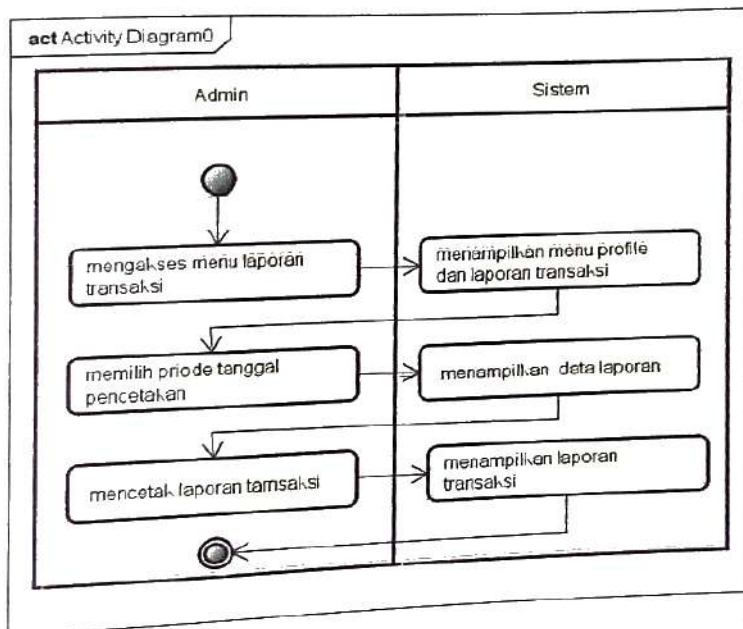 act Activity Diagram0
Admin
Sistem
mengakses menu laporan
transaksi
menampilkan menu profile
dan laporan transaksi
memilih priode tanggal
pencetakan
menampilkan data laporan
mencetak laporan tamsaksi
menampilkan laporan
transaksi